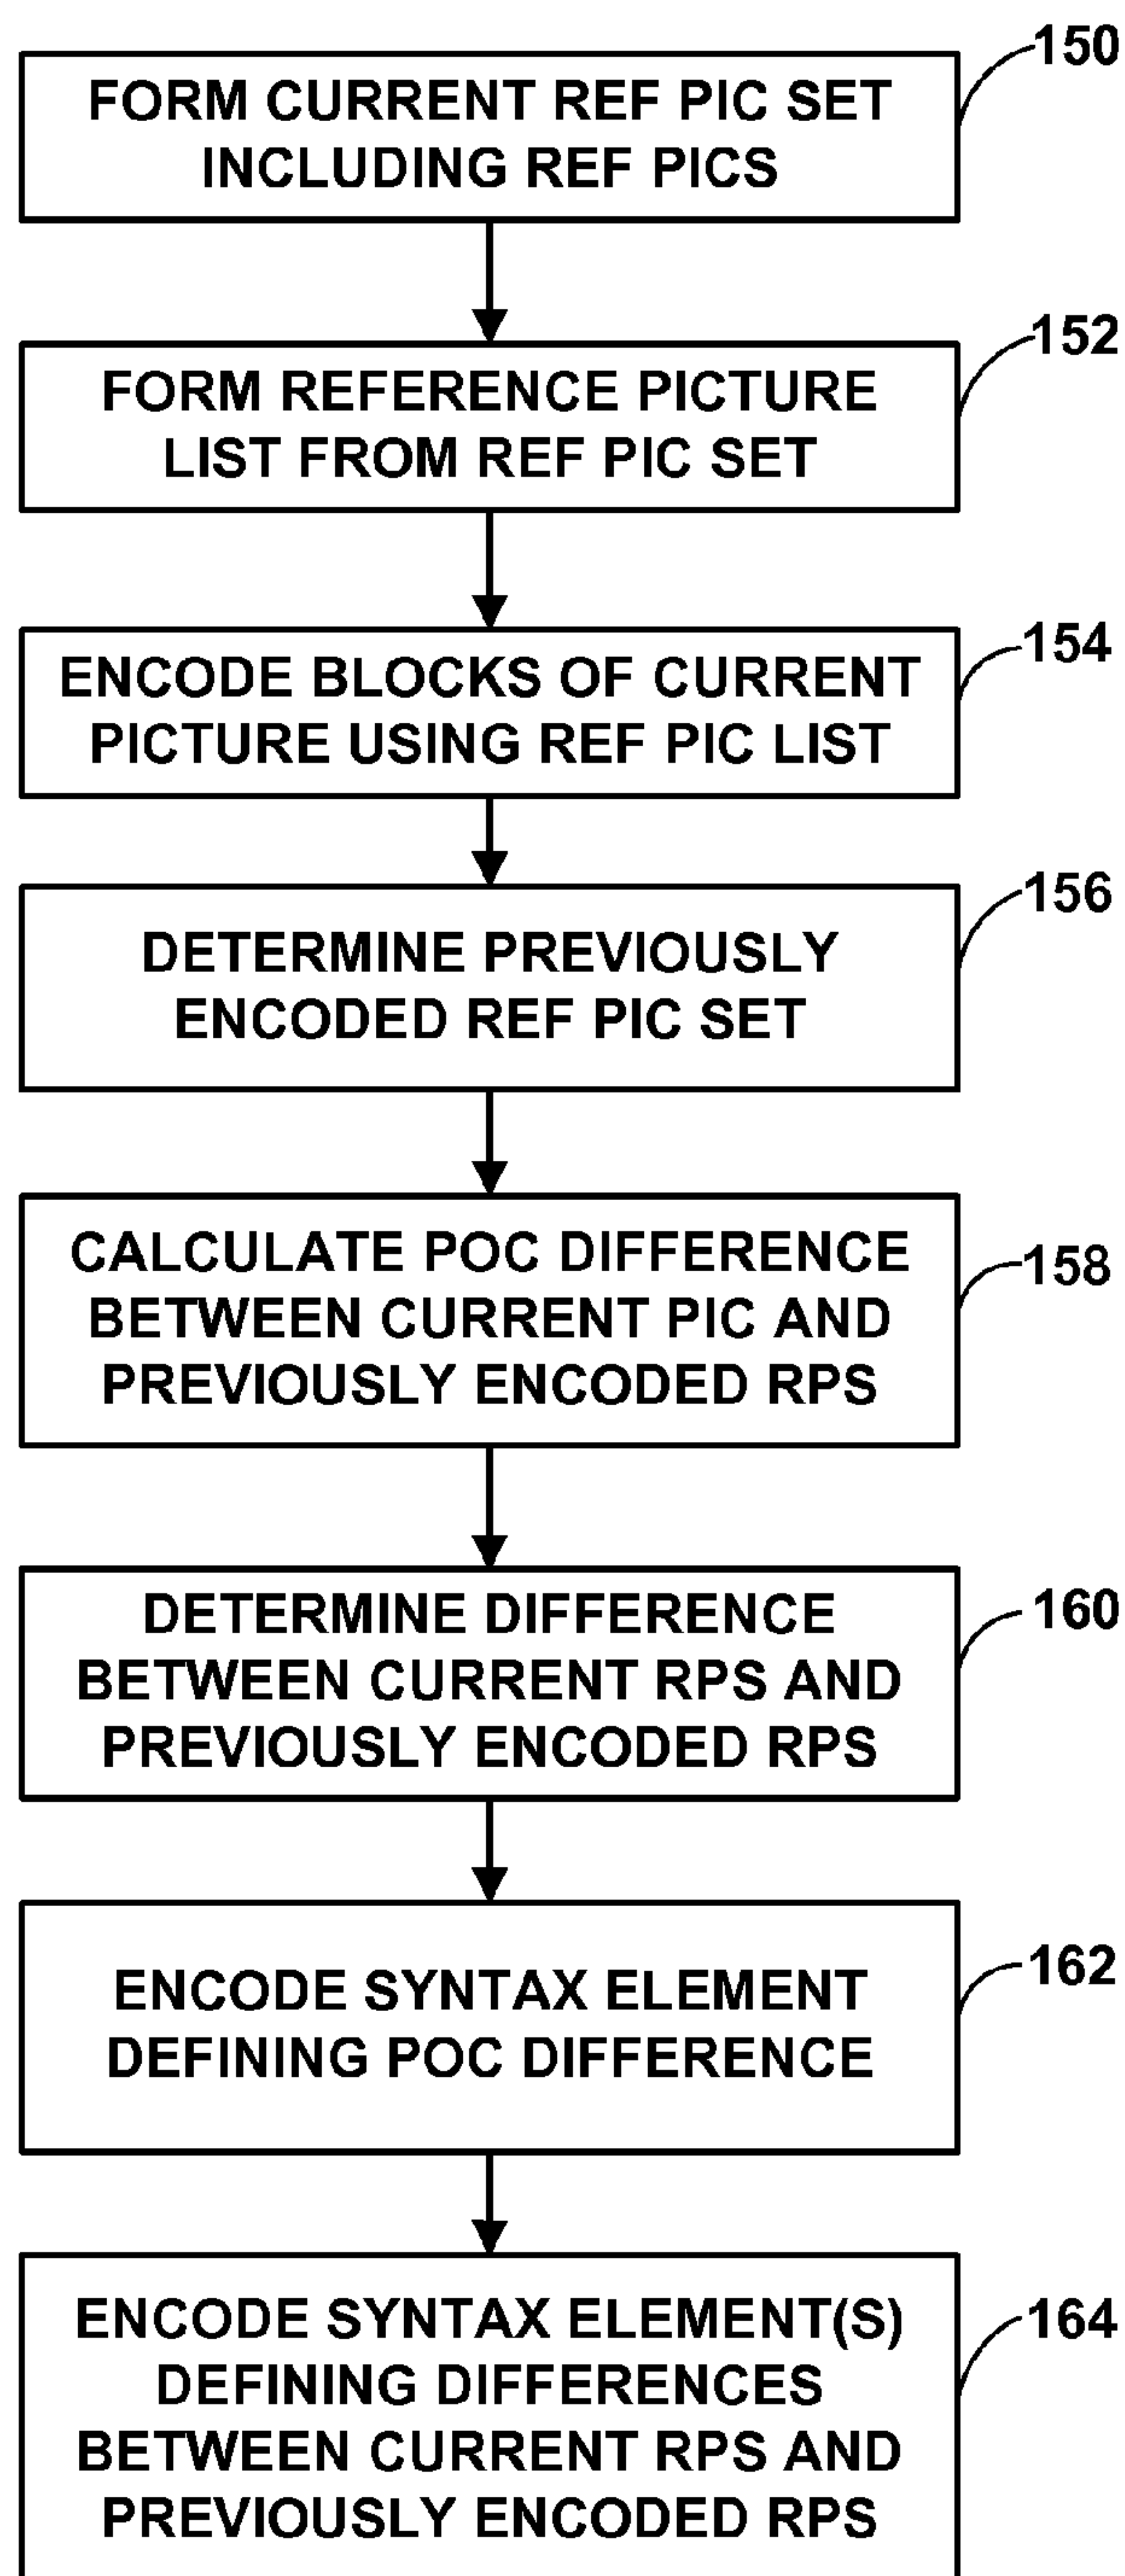 150
FORM CURRENT REF PIC SET
INCLUDING REF PICS
152
FORM REFERENCE PICTURE
LIST FROM REF PIC SET
154
ENCODE BLOCKS OF CURRENT
PICTURE USING REF PIC LIST
156
DETERMINE PREVIOUSLY
ENCODED REF PIC SET
158
CALCULATE POC DIFFERENCE
BETWEEN CURRENT PIC AND
PREVIOUSLY ENCODED RPS
160
DETERMINE DIFFERENCE
BETWEEN CURRENT RPS AND
PREVIOUSLY ENCODED RPS
162
ENCODE SYNTAX ELEMENT
DEFINING POC DIFFERENCE
164
ENCODE SYNTAX ELEMENT(S)
DEFINING DIFFERENCES
BETWEEN CURRENT RPS AND
PREVIOUSLY ENCODED RPS